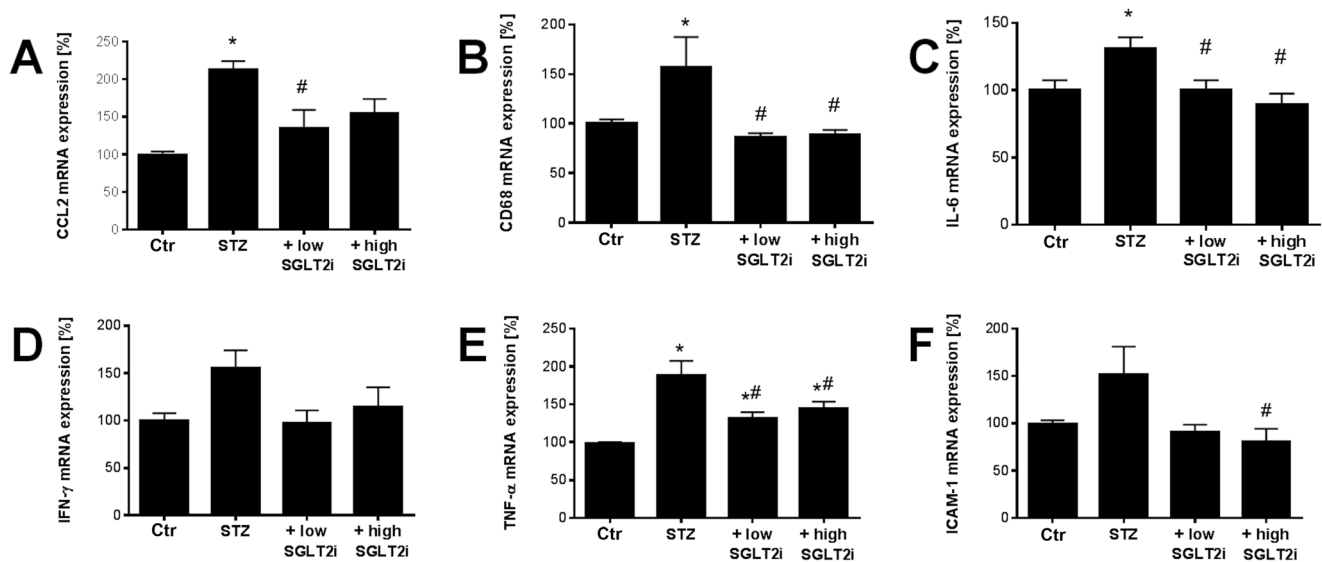 A
CCL2 mRNA expression [%]
250
200
150
100
50
0
*
#
Ctr
STZ
+ low
SGLT2i
+ high
SGLT2i
B
CD68 mRNA expression [%]
200
150
100
50
0
*
#
#
Ctr
STZ
+ low
SGLT2i
+ high
SGLT2i
C
IL-6 mRNA expression [%]
150
100
50
0
*
#
#
Ctr
STZ
+ low
SGLT2i
+ high
SGLT2i
D
IFN-γ mRNA expression [%]
200
150
100
50
0
Ctr
STZ
+ low
SGLT2i
+ high
SGLT2i
E
TNF-α mRNA expression [%]
250
200
150
100
50
0
*
*#
*#
Ctr
STZ
+ low
SGLT2i
+ high
SGLT2i
F
ICAM-1 mRNA expression [%]
200
150
100
50
0
#
Ctr
STZ
+ low
SGLT2i
+ high
SGLT2i